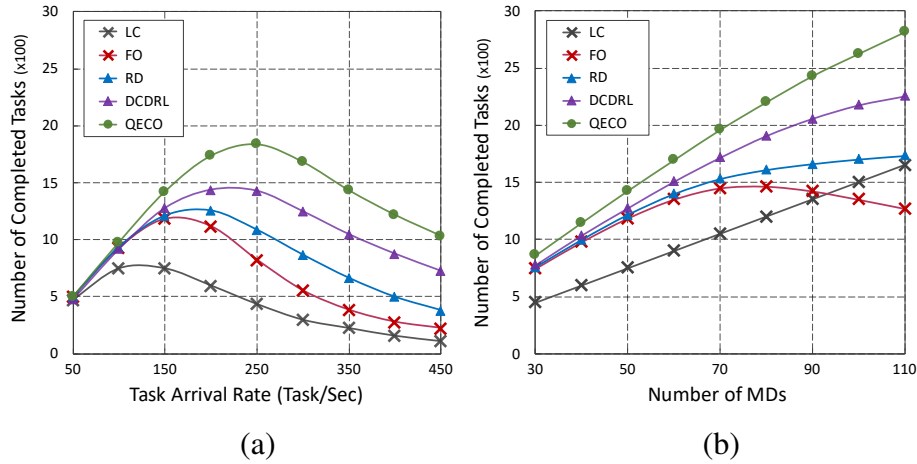 Number of Completed Tasks (x100)
30
25
20
15
10
5
0
LC
FO
RD
DCDRL
QECO
50
150
250
350
450
Task Arrival Rate (Task/Sec)
(a)
Number of Completed Tasks (x100)
30
25
20
15
10
5
0
LC
FO
RD
DCDRL
QECO
30
50
70
90
110
Number of MDs
(b)